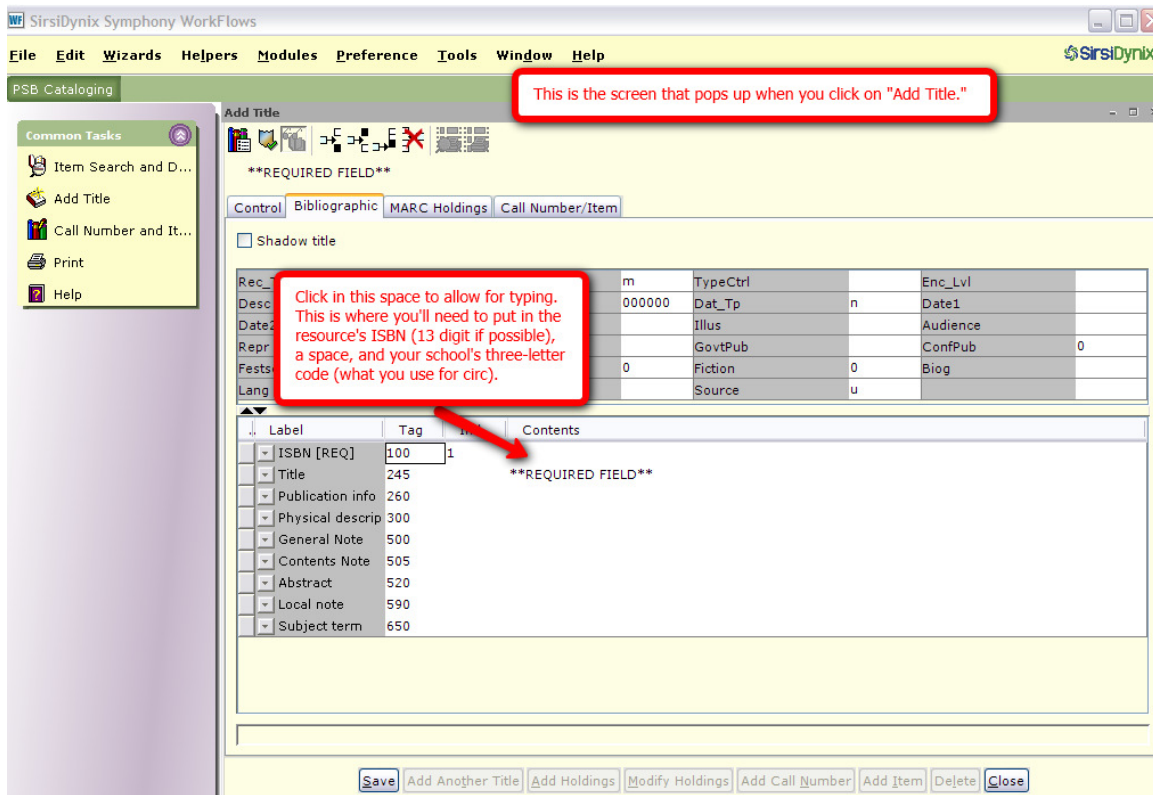 WF SirsiDynix Symphony WorkFlows
File Edit Wizards Helpers Modules Preference Tools Window Help
SirsiDynix
PSB Cataloging
This is the screen that pops up when you click on "Add Title."
Common Tasks
Item Search and D...
Add Title
Call Number and It...
Print
Help
Add Title
**REQUIRED FIELD**
Control Bibliographic MARC Holdings Call Number/Item
Shadow title
m TypeCtrl Enc_Lvl
Desc 000000 Dat_Tp n Date1
Illus Audience
Repr GovtPub ConfPub 0
0 Fiction 0 Biog
Lang Source u
Click in this space to allow for typing.
This is where you'll need to put in the
resource's ISBN (13 digit if possible),
a space, and your school's three-letter
code (what you use for circ).
Label Tag Contents
ISBN [REQ] 100 1
Title 245 **REQUIRED FIELD**
Publication info 260
Physical descrip 300
General Note 500
Contents Note 505
Abstract 520
Local note 590
Subject term 650
Save Add Another Title Add Holdings Modify Holdings Add Call Number Add Item Delete Close